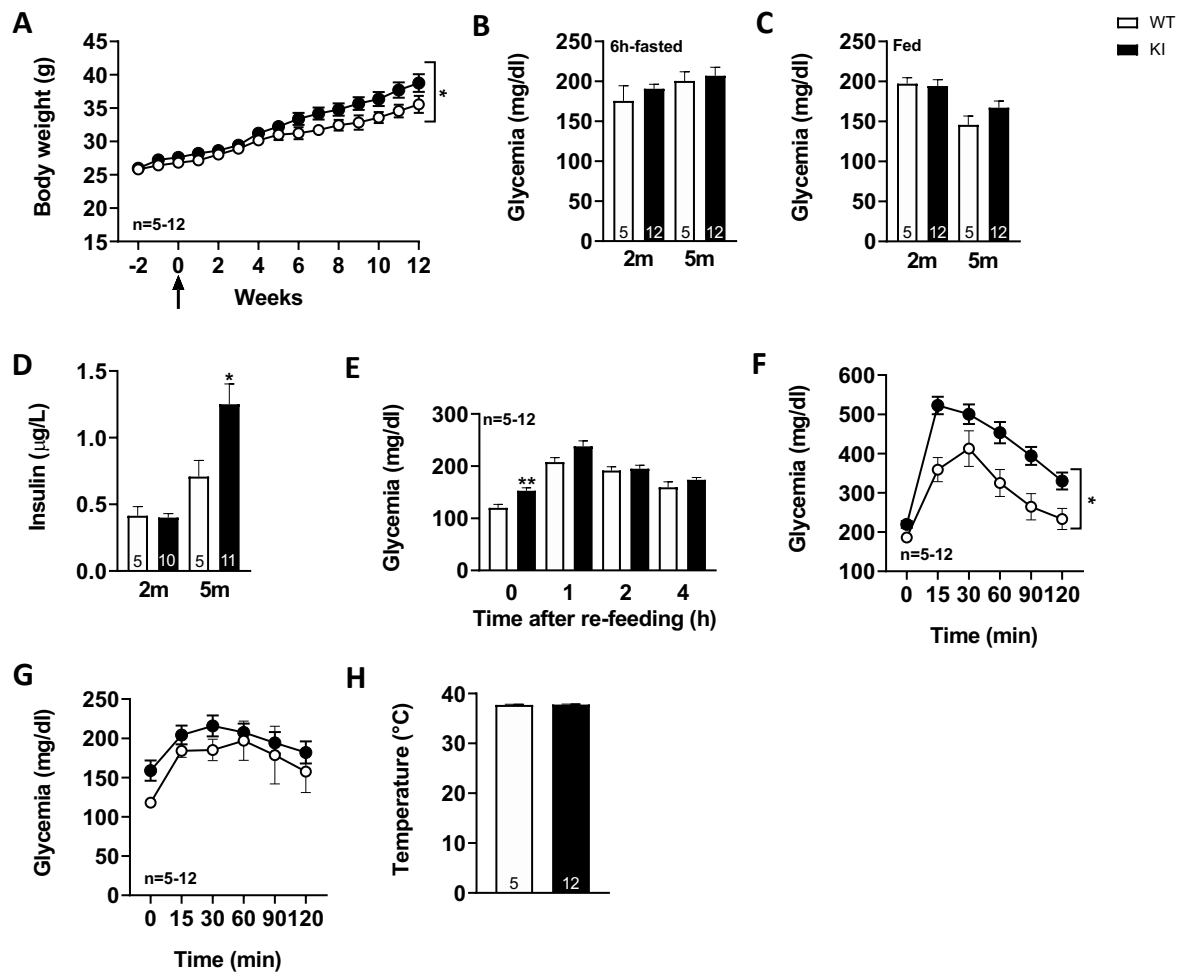 A
Body weight (g)
45
40
35
30
25
20
15
*
n=5-12
-2 0 2 4 6 8 10 12
Weeks
B
Glycemia (mg/dl)
6h-fasted
250
200
150
100
50
0
5 12 5 12
2m 5m
C
Glycemia (mg/dl)
Fed
250
200
150
100
50
0
5 12 5 12
2m 5m
WT
KI
D
Insulin (µg/L)
1.5
1.0
0.5
0.0
*
5 10 5 11
2m 5m
E
Glycemia (mg/dl)
n=5-12
300
200
100
0
**
0 1 2 4
Time after re-feeding (h)
F
Glycemia (mg/dl)
600
500
400
300
200
100
*
n=5-12
0 15 30 60 90 120
Time (min)
G
Glycemia (mg/dl)
250
200
150
100
50
0
n=5-12
0 15 30 60 90 120
Time (min)
H
Temperature (°C)
40
30
20
10
0
5 12